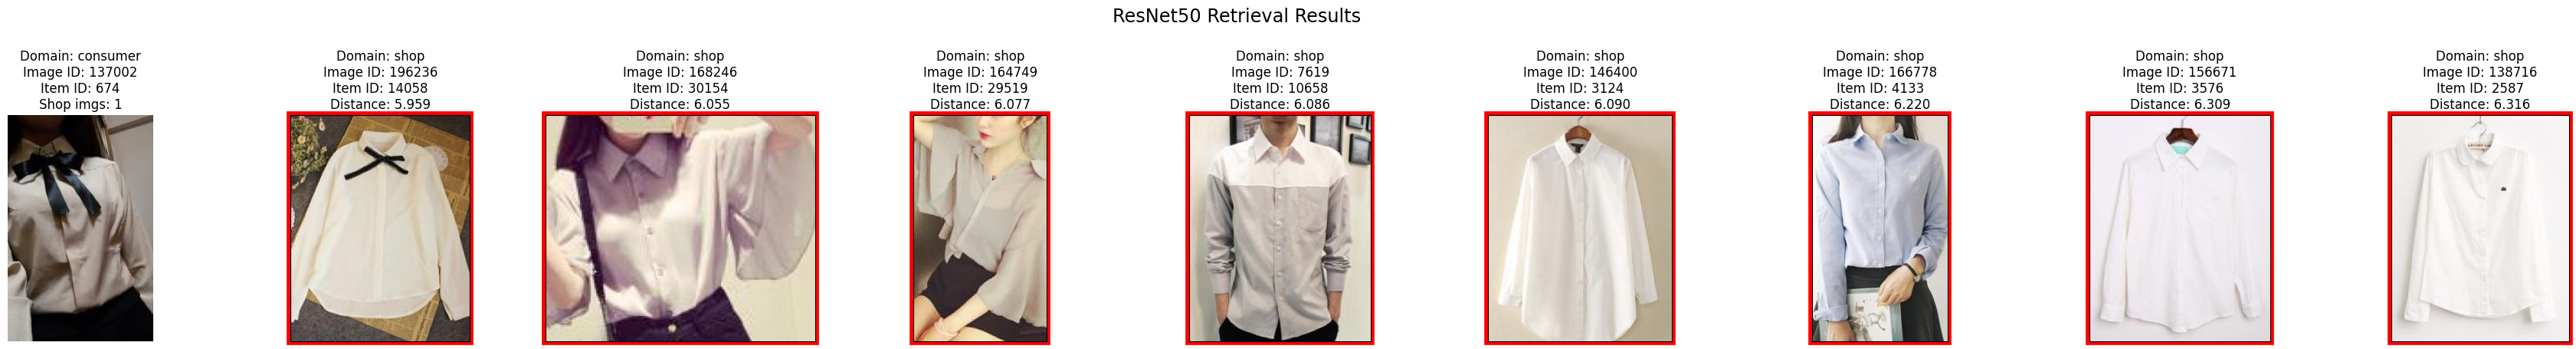 ResNet50 Retrieval Results
Domain: consumer
Image ID: 137002
Item ID: 674
Shop imgs: 1
Domain: shop
Image ID: 196236
Item ID: 14058
Distance: 5.959
Domain: shop
Image ID: 168246
Item ID: 30154
Distance: 6.055
Domain: shop
Image ID: 164749
Item ID: 29519
Distance: 6.077
Domain: shop
Image ID: 7619
Item ID: 10658
Distance: 6.086
Domain: shop
Image ID: 146400
Item ID: 3124
Distance: 6.090
Domain: shop
Image ID: 166778
Item ID: 4133
Distance: 6.220
Domain: shop
Image ID: 156671
Item ID: 3576
Distance: 6.309
Domain: shop
Image ID: 138716
Item ID: 2587
Distance: 6.316